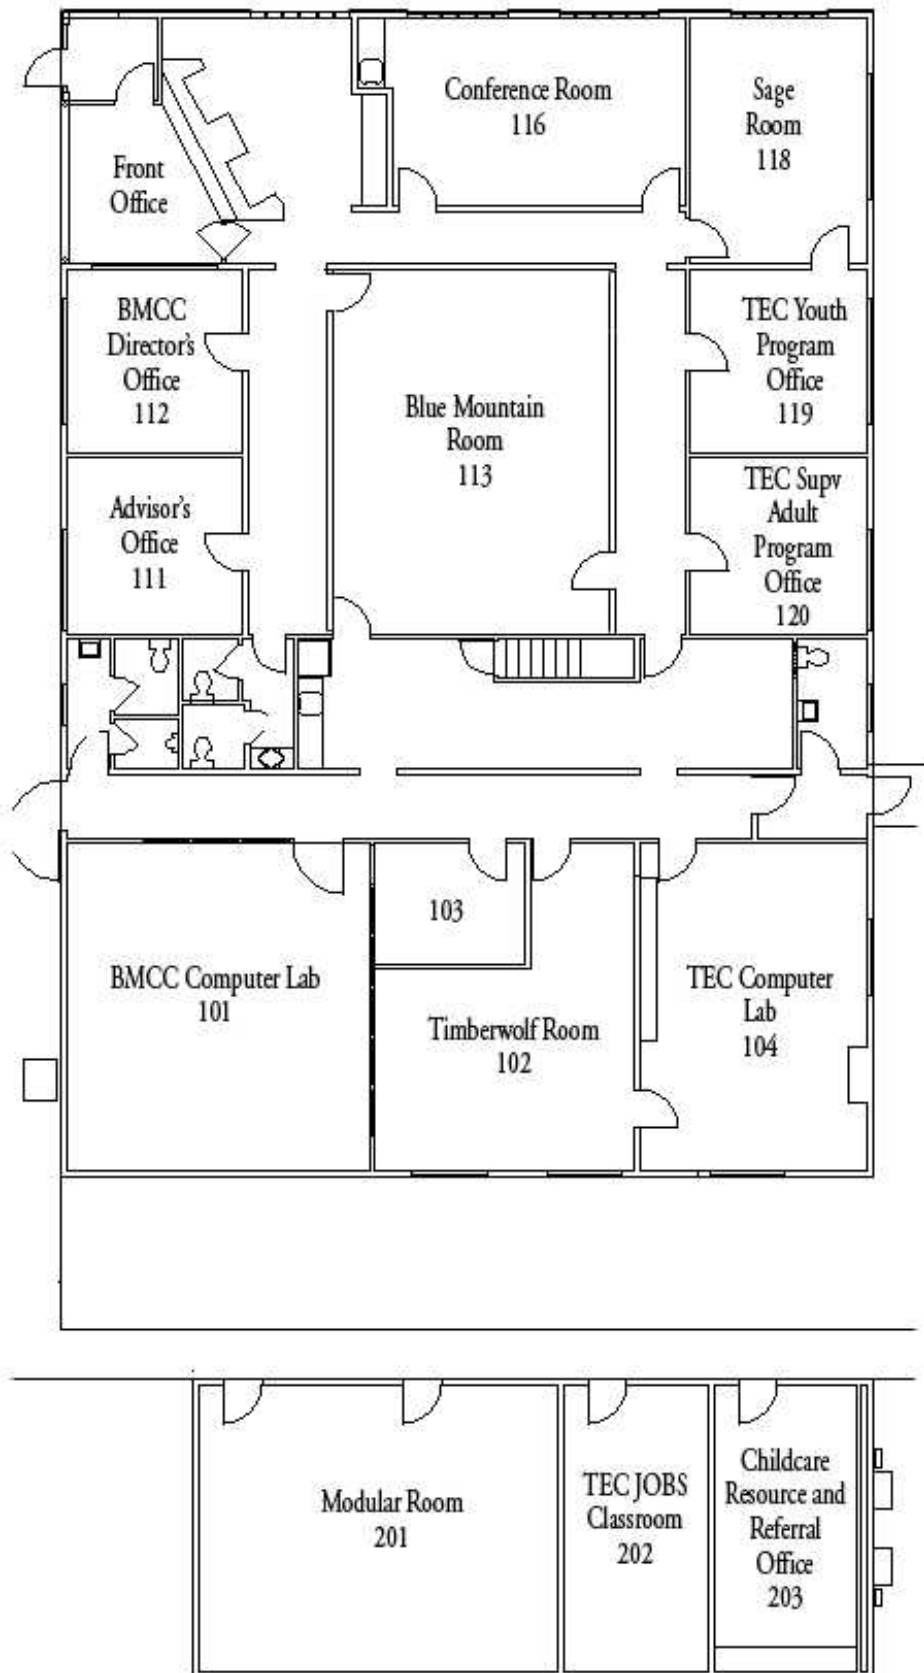 Conference Room
116
Sage
Room
118
Front
Office
BMCC
Director's
Office
112
Blue Mountain
Room
113
TEC Youth
Program
Office
119
Advisor's
Office
111
TEC Supv
Adult
Program
Office
120
BMCC Computer Lab
101
103
Timberwolf Room
102
TEC Computer
Lab
104
Modular Room
201
TEC JOBS
Classroom
202
Childcare
Resource and
Referral
Office
203